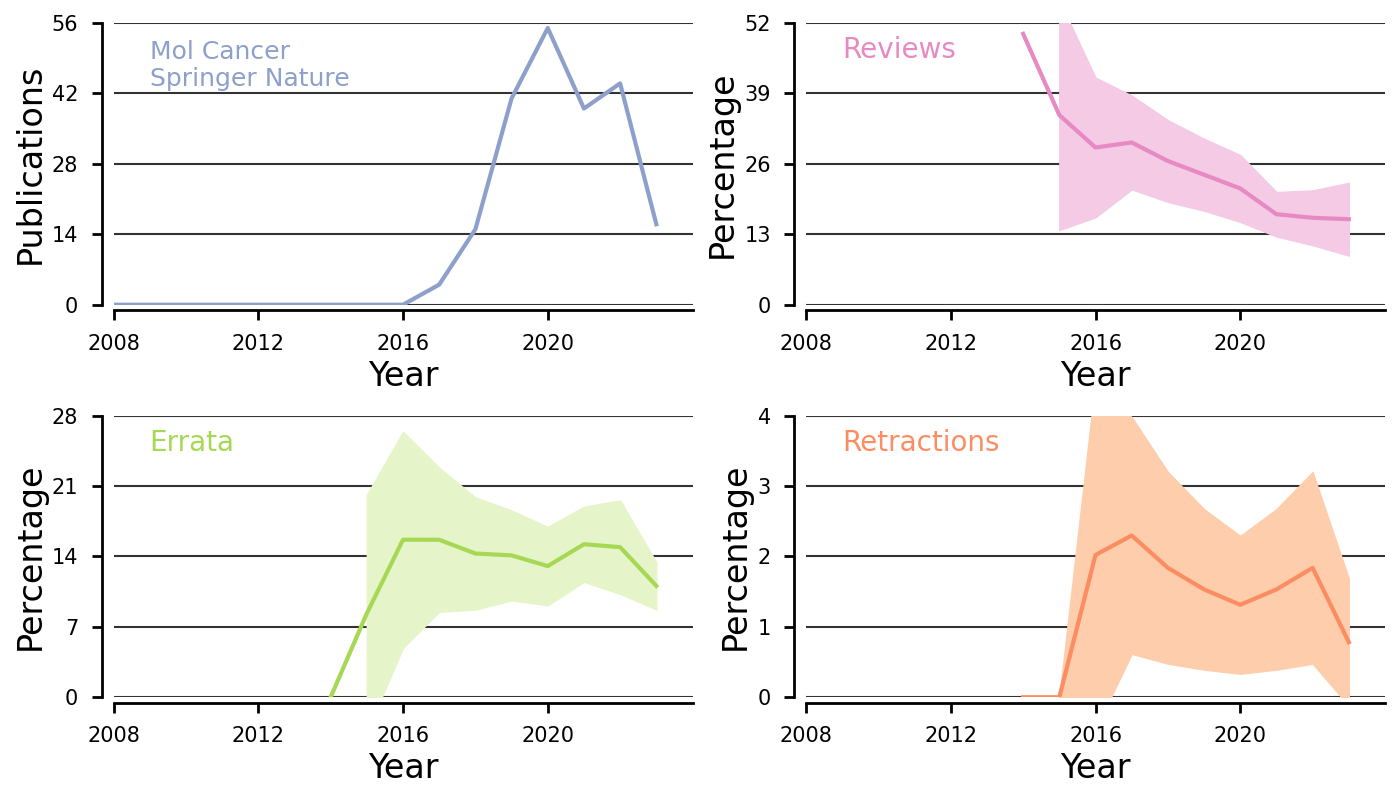 Publications
56
42
28
14
0
Mol Cancer
Springer Nature
2008 2012 2016 2020
Year
Percentage
52
39
26
13
0
Reviews
2008 2012 2016 2020
Year
Percentage
28
21
14
7
0
Errata
2008 2012 2016 2020
Year
Percentage
4
3
2
1
0
Retractions
2008 2012 2016 2020
Year